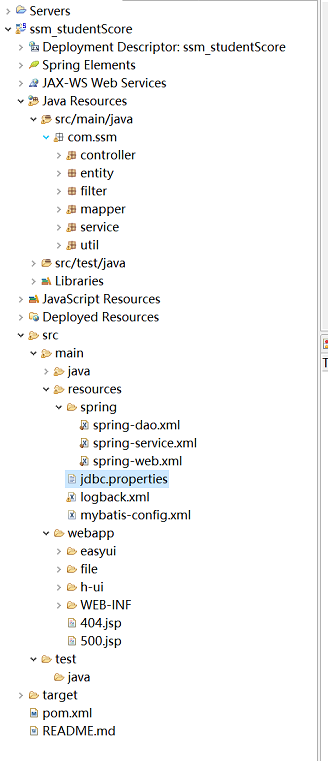 Servers
ssm_studentScore
Deployment Descriptor: ssm_studentScore
Spring Elements
JAX-WS Web Services
Java Resources
src/main/java
com.ssm
controller
entity
filter
mapper
service
util
src/test/java
Libraries
JavaScript Resources
Deployed Resources
src
main
java
resources
spring
spring-dao.xml
spring-service.xml
spring-web.xml
jdbc.properties
logback.xml
mybatis-config.xml
webapp
easyui
file
h-ui
WEB-INF
404.jsp
500.jsp
test
java
target
pom.xml
README.md